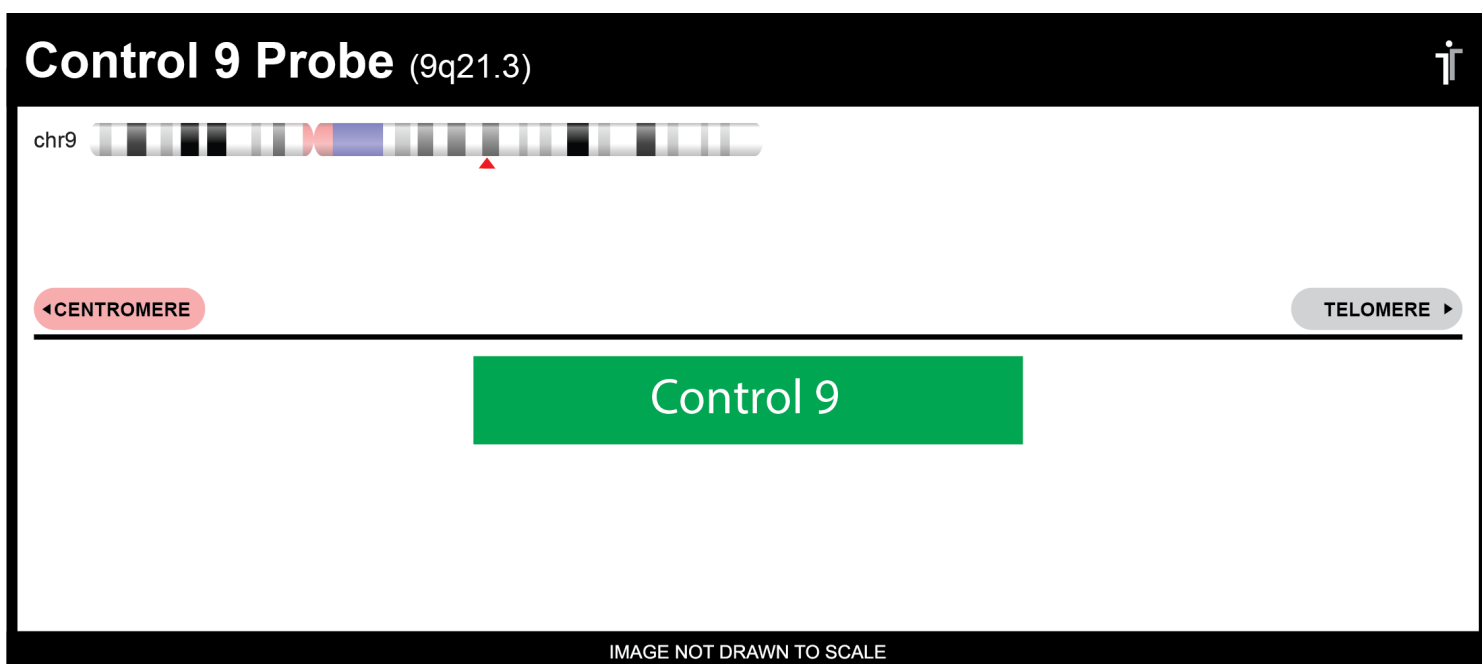 Control 9 Probe (9q21.3)
chr9
CENTROMERE
TELOMERE
Control 9
IMAGE NOT DRAWN TO SCALE